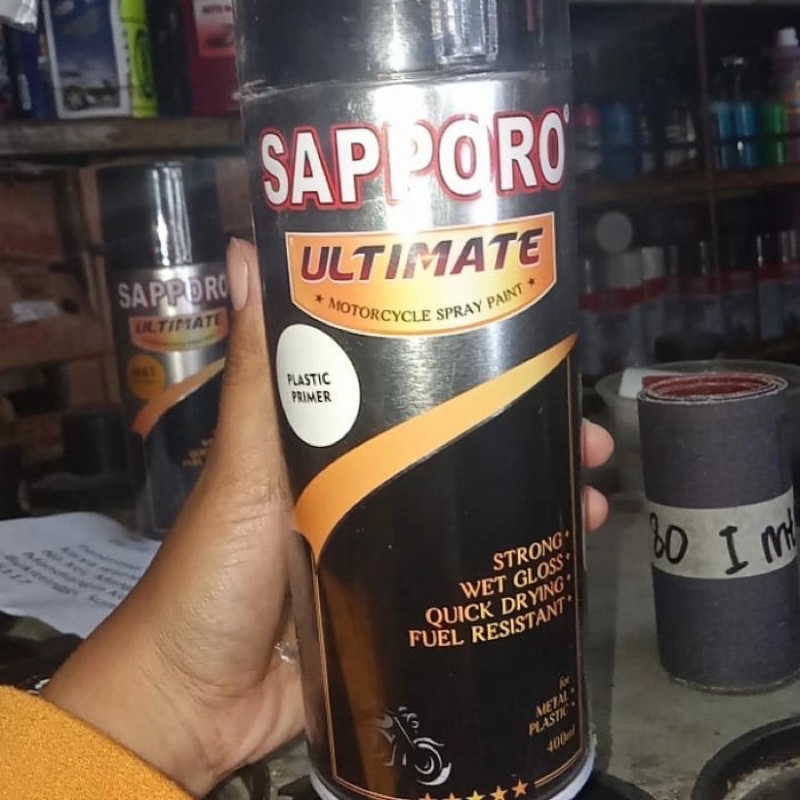 SAPPORO®
ULTIMATE
★ MOTORCYCLE SPRAY PAINT ★
PLASTIC
PRIMER
STRONG
WET GLOSS
QUICK DRYING
FUEL RESISTANT
for
METAL
PLASTIC
400ml
SAPPORO
ULTIMATE
80 I